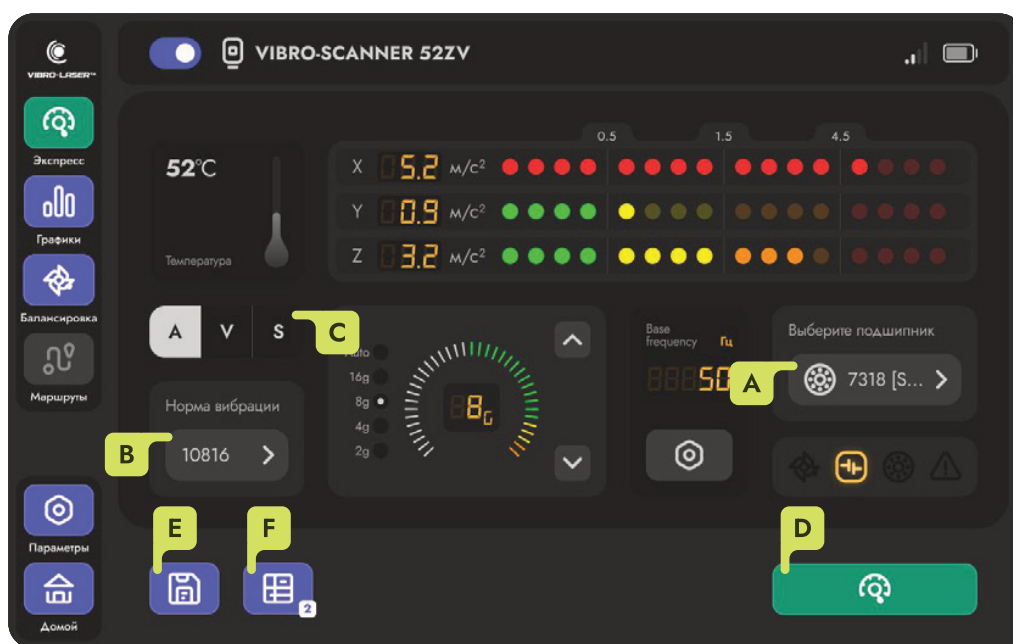 VIBRO-LASER™
VIBRO-SCANNER 52ZV
Экспресс
Графики
Балансировка
Маршруты
Параметры
Домой
52°C
Температура
0.5 1.5 4.5
X 5.2 м/с²
Y 0.9 м/с²
Z 3.2 м/с²
A V S
C
Норма вибрации
B
10816
Auto
16g
8g
4g
2g
8G
Base
frequency Гц
50
A
Выберите подшипник
7318 [S...
E
F
2
D